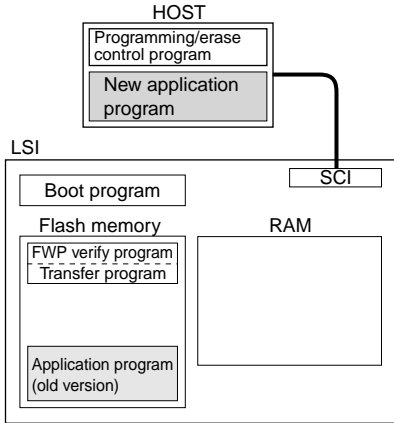 HOST
Programming/erase
control program
New application
program
LSI
SCI
Boot program
Flash memory
RAM
FWP verify program
Transfer program
Application program
(old version)